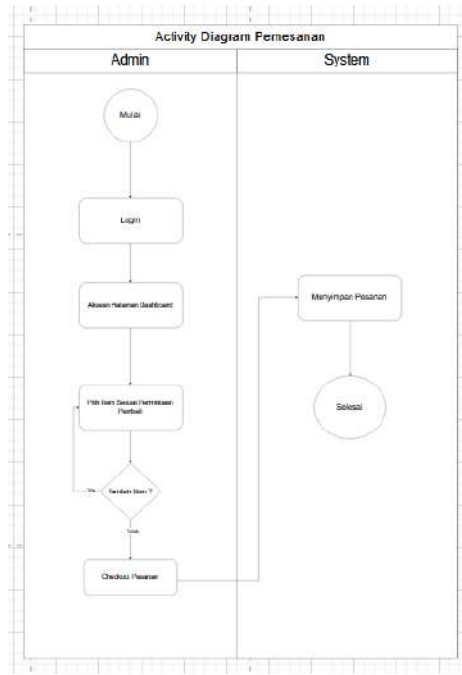 Activity Diagram Pemesanan
Admin
System
Mulai
Login
Halaman Dashboard
Pilih Item Sesuai Permintaan
Pembeli
Tambah Item ?
Ya
Tidak
Checkout Pesanan
Menyimpan Pesanan
Selesai